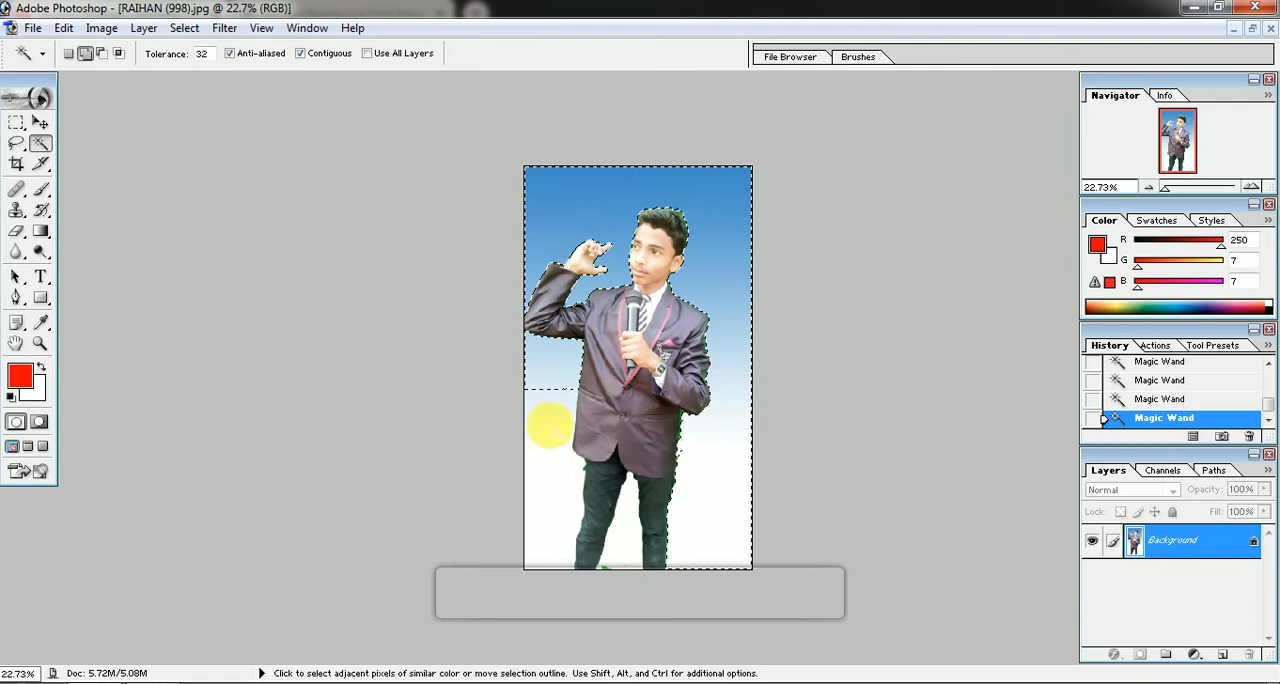 Adobe Photoshop - [RAIHAN (998).jpg @ 22.7% (RGB)]
File Edit Image Layer Select Filter View Window Help
Tolerance: 32 Anti-aliased Contiguous Use All Layers
File Browser Brushes
Navigator Info
22.73%
Color Swatches Styles
R 250
G 7
B 7
History Actions Tool Presets
Magic Wand
Magic Wand
Magic Wand
Magic Wand
Layers Channels Paths
Normal Opacity: 100%
Lock: Fill: 100%
Background
22.73% Doc: 5.72M/5.08M Click to select adjacent pixels of similar color or move selection outline. Use Shift, Alt, and Ctrl for additional options.